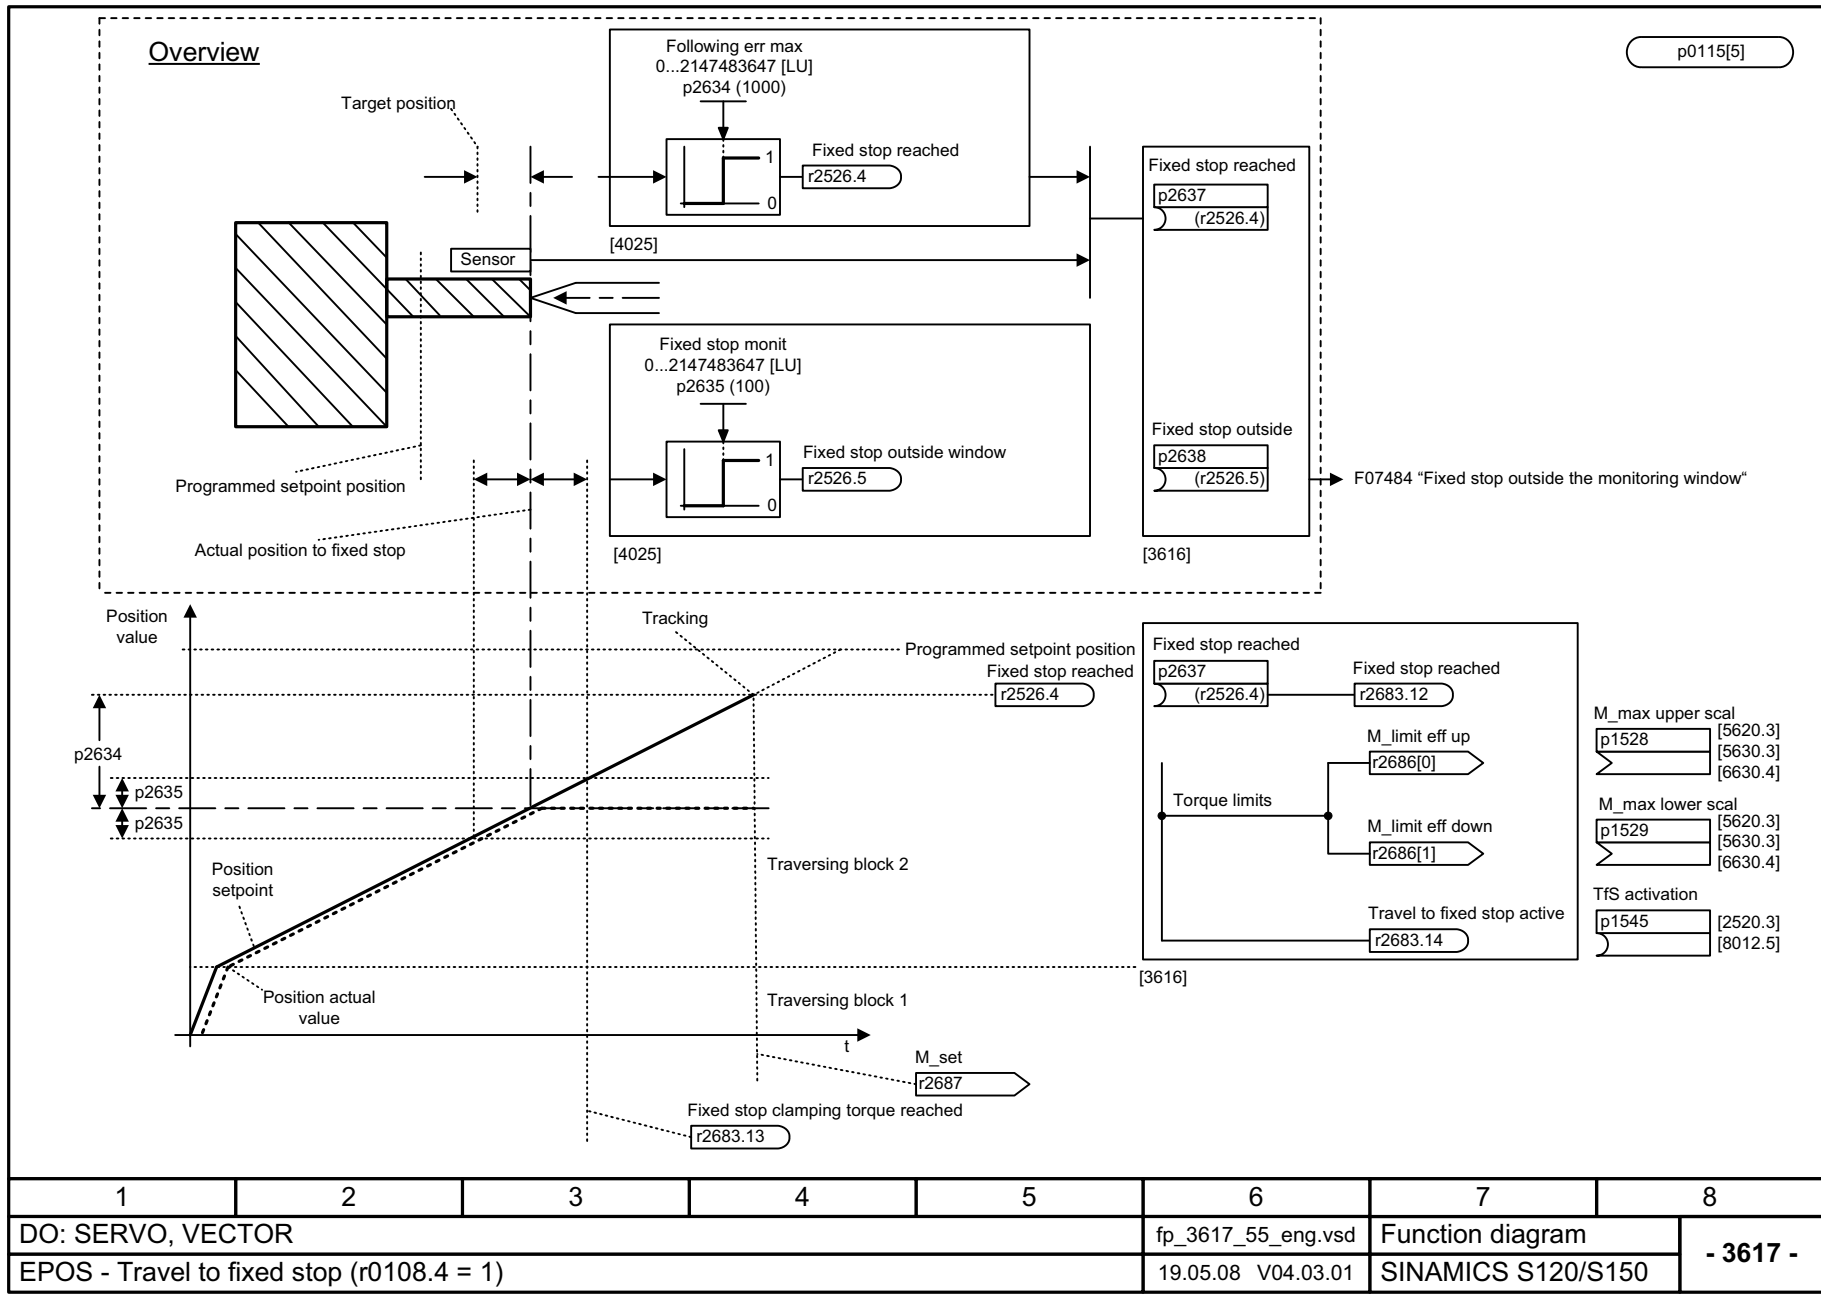 Overview
p0115[5]
Target position
Following err max
0...2147483647 [LU]
p2634 (1000)
1
0
Fixed stop reached
r2526.4
[4025]
Sensor
Fixed stop reached
p2637
(r2526.4)
Fixed stop monit
0...2147483647 [LU]
p2635 (100)
1
0
Fixed stop outside window
r2526.5
[4025]
Fixed stop outside
p2638
(r2526.5)
[3616]
F07484 “Fixed stop outside the monitoring window“
Programmed setpoint position
Actual position to fixed stop
Position
value
Tracking
Programmed setpoint position
Fixed stop reached
r2526.4
p2634
p2635
p2635
Position
setpoint
Position actual
value
Traversing block 2
Traversing block 1
t
M_set
r2687
Fixed stop clamping torque reached
r2683.13
Fixed stop reached
p2637
(r2526.4)
Fixed stop reached
r2683.12
M_limit eff up
r2686[0]
Torque limits
M_limit eff down
r2686[1]
Travel to fixed stop active
r2683.14
[3616]
M_max upper scal
p1528
[5620.3]
[5630.3]
[6630.4]
M_max lower scal
p1529
[5620.3]
[5630.3]
[6630.4]
TfS activation
p1545
[2520.3]
[8012.5]
1 2 3 4 5 6 7 8
DO: SERVO, VECTOR
fp_3617_55_eng.vsd
Function diagram
- 3617 -
EPOS - Travel to fixed stop (r0108.4 = 1)
19.05.08 V04.03.01
SINAMICS S120/S150